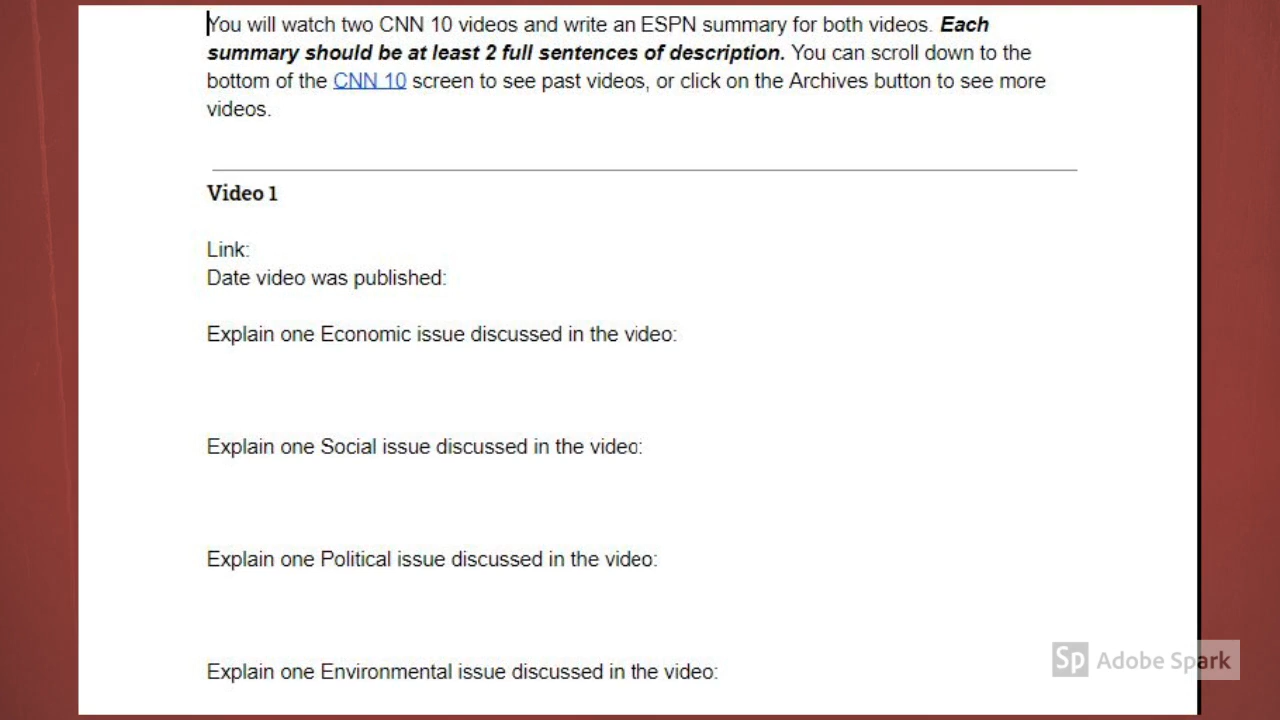 You will watch two CNN 10 videos and write an ESPN summary for both videos. Each
summary should be at least 2 full sentences of description. You can scroll down to the
bottom of the CNN 10 screen to see past videos, or click on the Archives button to see more
videos.
Video 1
Link:
Date video was published:
Explain one Economic issue discussed in the video:
Explain one Social issue discussed in the video:
Explain one Political issue discussed in the video:
Explain one Environmental issue discussed in the video:
Sp Adobe Spark